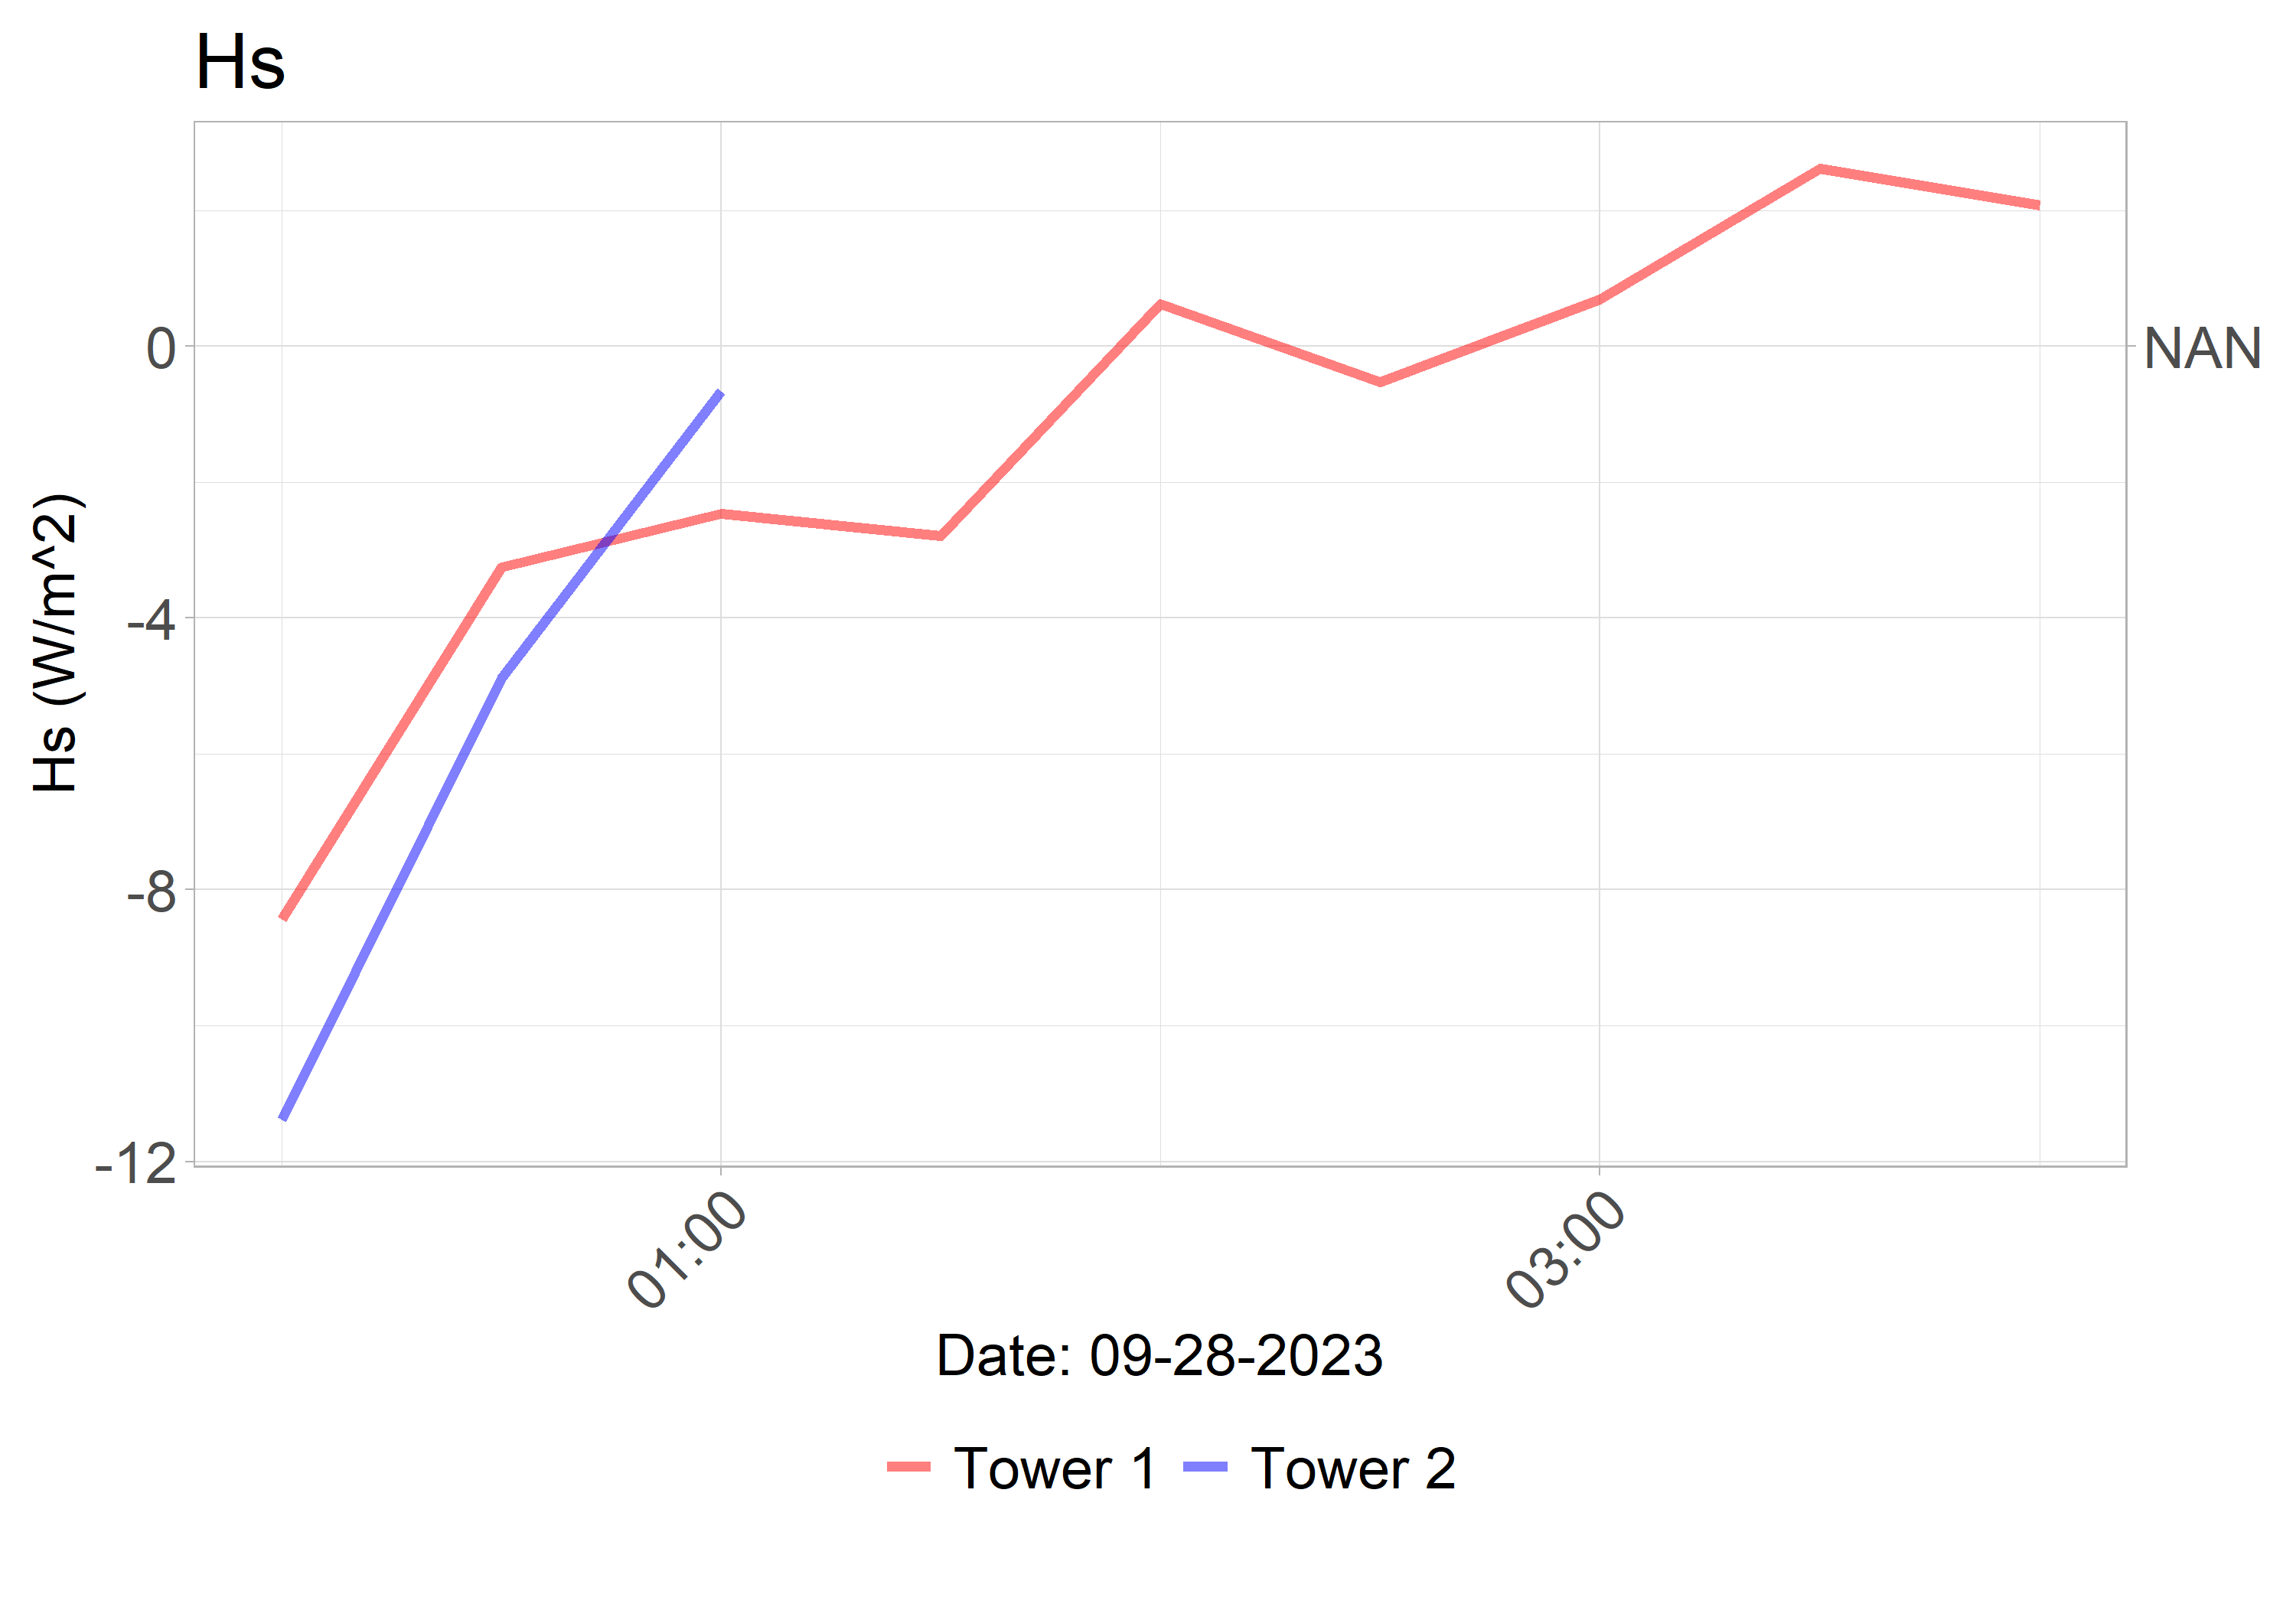 Hs
Hs (W/m^2)
0
-4
-8
-12
NAN
01:00
03:00
Date: 09-28-2023
Tower 1
Tower 2